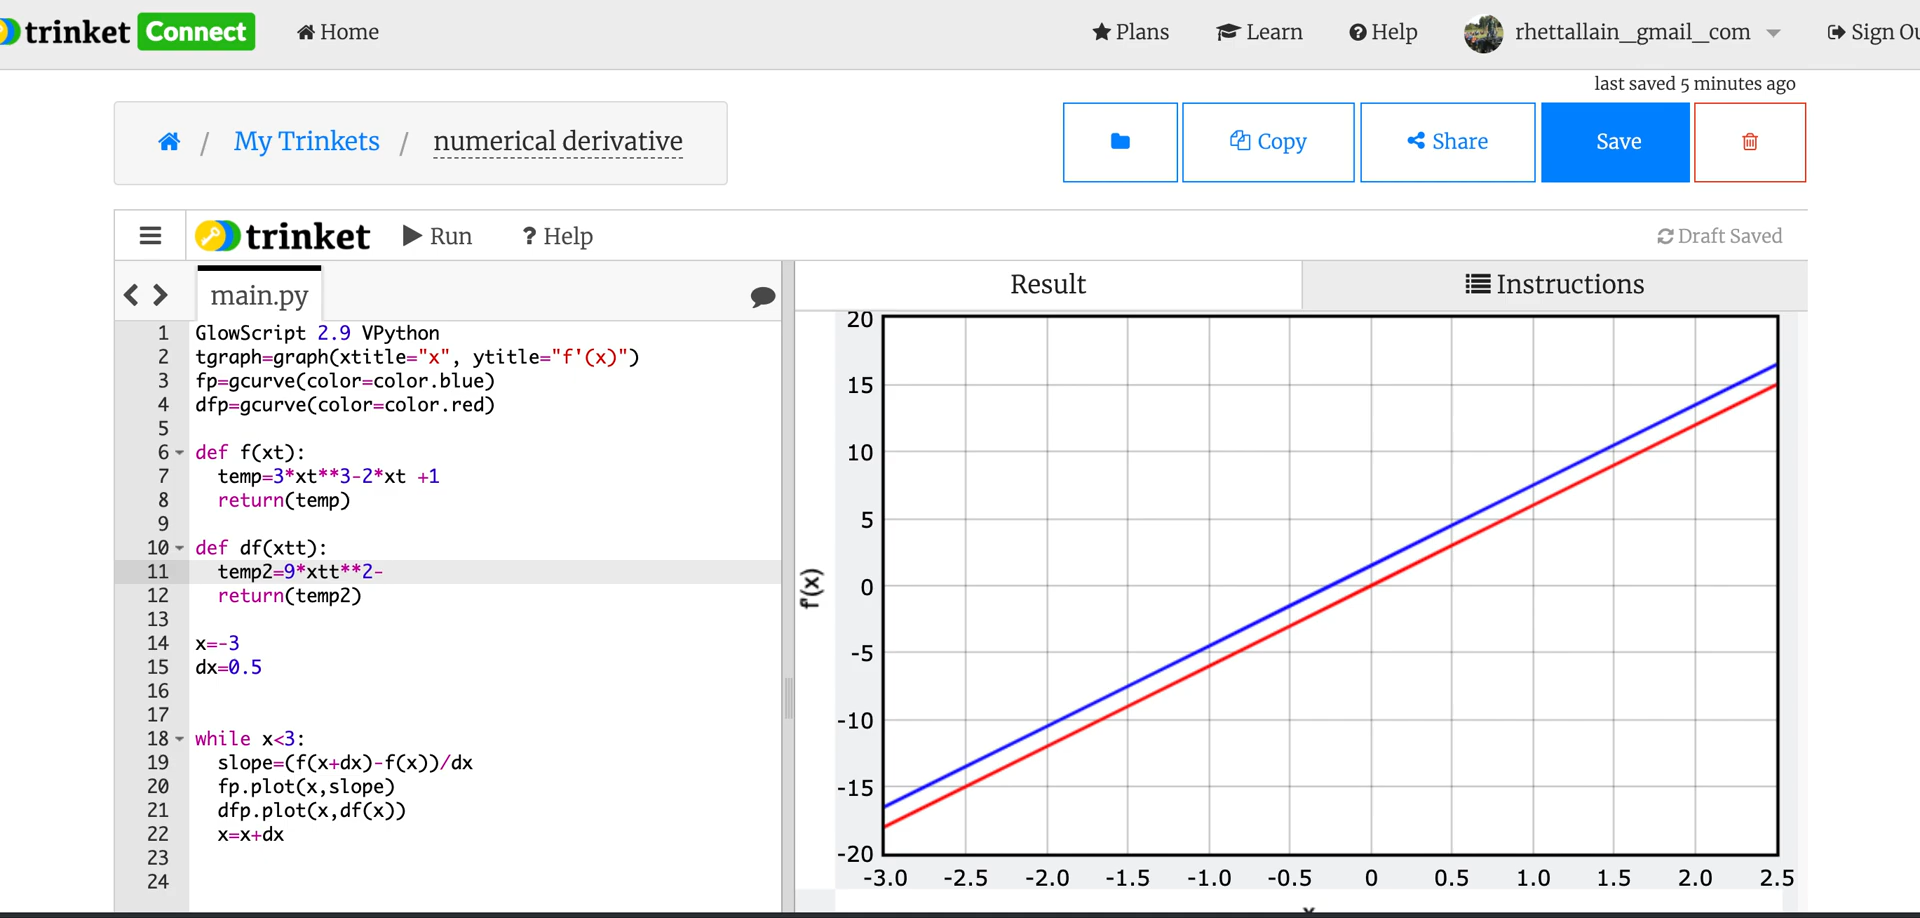 trinket Connect Home Plans Learn Help rhettallain_gmail_com
last saved 5 minutes ago
/ My Trinkets / numerical derivative Copy Share Save
trinket Run ? Help Draft Saved
main.py Result Instructions
1 GlowScript 2.9 VPython
2 tgraph=graph(xtitle="x", ytitle="f'(x)")
3 fp=gcurve(color=color.blue)
4 dfp=gcurve(color=color.red)
5
6 def f(xt):
7 temp=3*xt**3-2*xt +1
8 return(temp)
9
10 def df(xtt):
11 temp2=9*xtt**2-
12 return(temp2)
13
14 x=-3
15 dx=0.5
16
17
18 while x<3:
19 slope=(f(x+dx)-f(x))/dx
20 fp.plot(x,slope)
21 dfp.plot(x,df(x))
22 x=x+dx
23
24
20
15
10
5
0
-5
-10
-15
-20
f'(x)
-3.0 -2.5 -2.0 -1.5 -1.0 -0.5 0 0.5 1.0 1.5 2.0 2.5